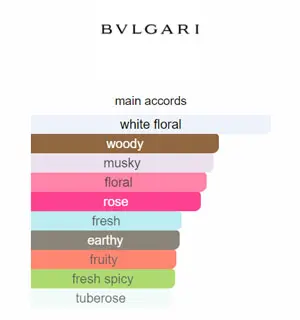 BVLGARI
main accords
white floral
woody
musky
floral
rose
fresh
earthy
fruity
fresh spicy
tuberose